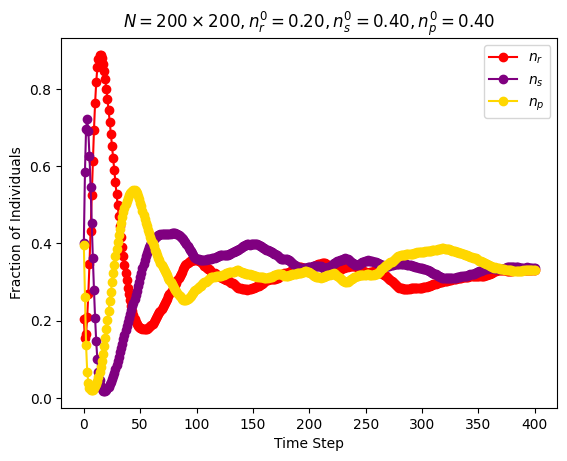 N = 200 × 200, n_r^0 = 0.20, n_s^0 = 0.40, n_p^0 = 0.40
n_r
n_s
n_p
Fraction of Individuals
0.8
0.6
0.4
0.2
0.0
0 50 100 150 200 250 300 350 400
Time Step